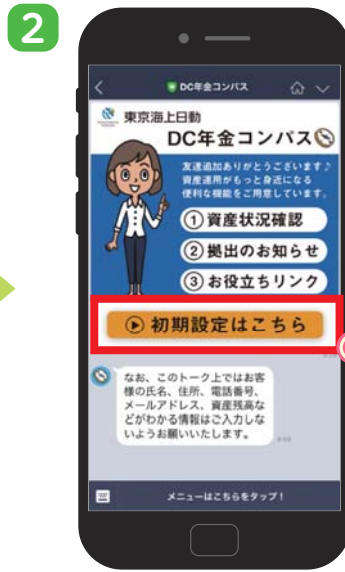 2
DC年金コンパス
東京海上日動
DC年金コンパス
友達追加ありがとうございます♪
資産運用がもっと身近になる
便利な機能をご用意しています。
①資産状況確認
②拠出のお知らせ
③お役立ちリンク
初期設定はこちら
なお、このトーク上ではお客
様の氏名、住所、電話番号、
メールアドレス、資産残高な
どがわかる情報はご入力しな
いようお願いいたします。
メニューはこちらをタップ！